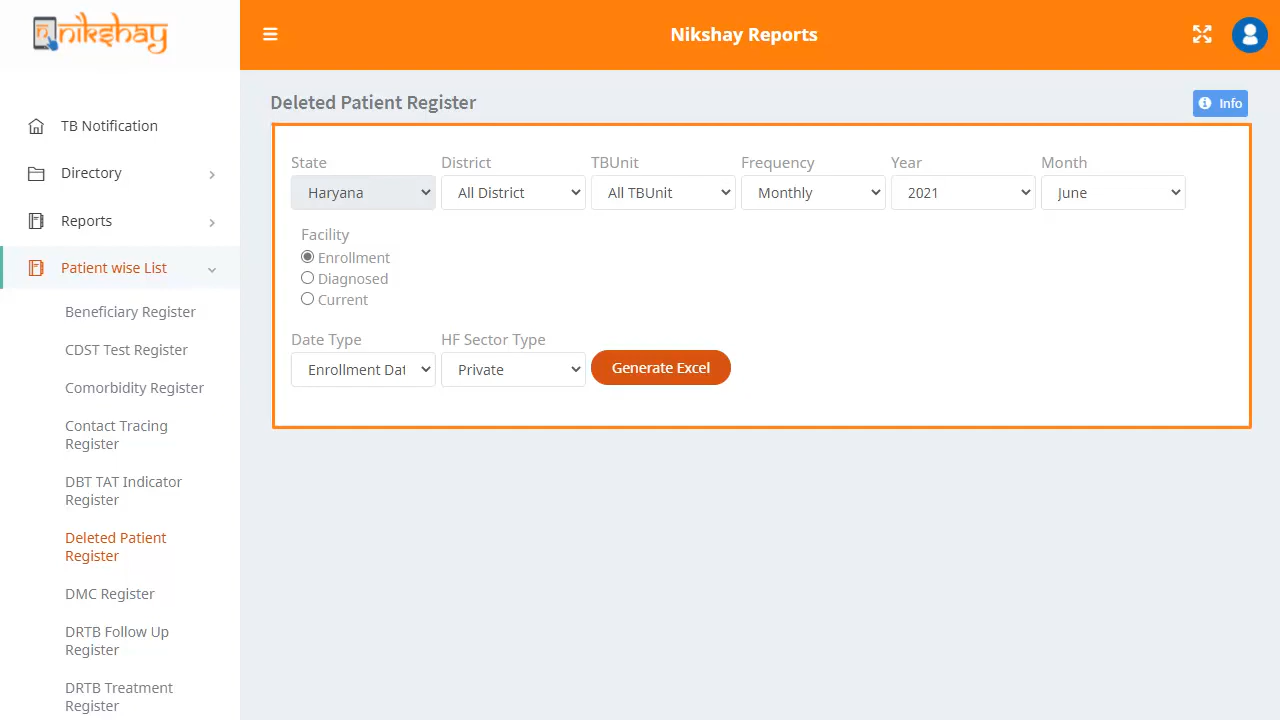 nikshay
Nikshay Reports
TB Notification
Directory
Reports
Patient wise List
Beneficiary Register
CDST Test Register
Comorbidity Register
Contact Tracing
Register
DBT TAT Indicator
Register
Deleted Patient
Register
DMC Register
DRTB Follow Up
Register
DRTB Treatment
Register
Deleted Patient Register
Info
State District TBUnit Frequency Year Month
Haryana All District All TBUnit Monthly 2021 June
Facility
Enrollment
Diagnosed
Current
Date Type HF Sector Type
Enrollment Dat Private Generate Excel